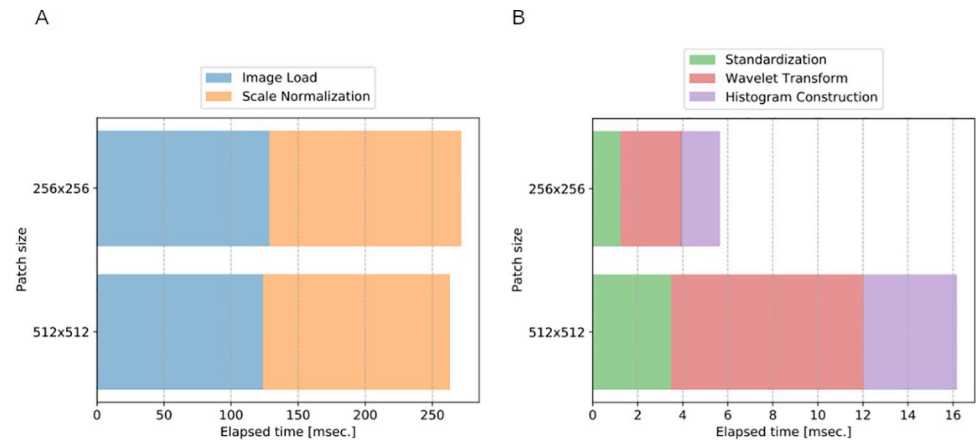 A
Image Load
Scale Normalization
Patch size
256x256
512x512
0 50 100 150 200 250
Elapsed time [msec.]
B
Standardization
Wavelet Transform
Histogram Construction
Patch size
256x256
512x512
0 2 4 6 8 10 12 14 16
Elapsed time [msec.]